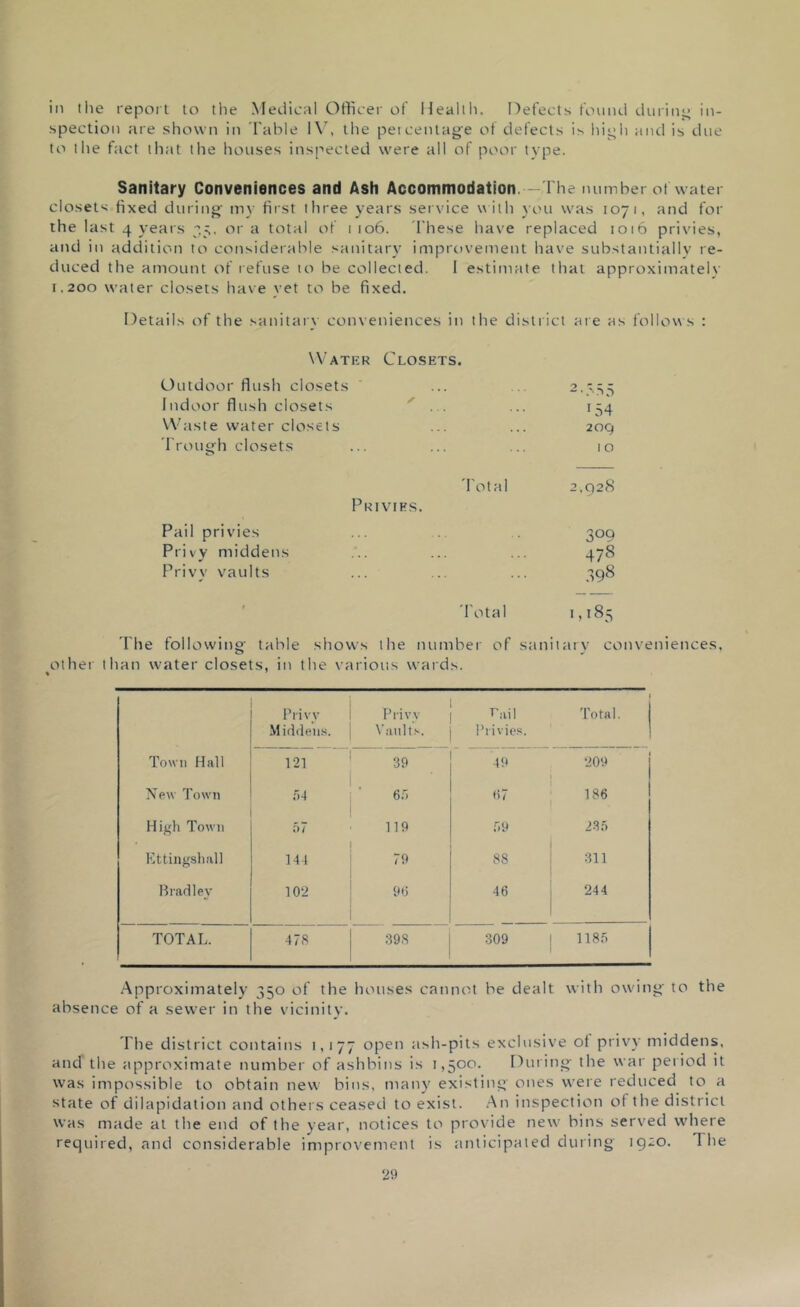 in the report to the Medical Officer of Health. Defects found during in-
spection are shown in Table IV, the percentage of defects is high and is due
to the fact that the houses inspected were all of poor type.
Sanitary Conveniences and Ash Accommodation.—The number of water
closets fixed during my first three years service with you was 1071, and for
the last 4 years 35, or a total of 1106. These have replaced 1016 privies,
and in addition to considerable sanitary improvement have substantially re-
duced the amount of refuse to be collected. I estimate that approximately
1.200 water closets have yet to be fixed.
Details of the sanitary conveniences in the district are as follows :
WATER CLOSETS.
Outdoor flush closets ... ... 2,555
Indoor flush closets ... ... 154
Waste water closets ... ... 209
Trough closets ... ... ... 10
Total 2,928
PRIVIES.
Pail privies ... ... .. 309
Privy middens ... ... ... 478
Privy vaults ... ... ... 398
Total 1,185
The following table shows the number of sanitary conveniences,
other than water closets, in the various wards.
Privy Middens. Privy Vaults. Pail Privies. Total.
Town Hall 121 39 49 209
New Town 54 65 67 186
High Town 57 119 59 235
Ettingshall 144 79 88 311
Bradley 102 96 46 244
TOTAL. 478 398 309 1185
Approximately 350 of the houses cannot be dealt with owing to the
absence of a sewer in the vicinity.
The district contains 1,177 open ash-pits exclusive of privy middens,
and the approximate number of ashbins is 1,500. During the war period it
was impossible to obtain new bins, many existing ones were reduced to a
state of dilapidation and others ceased to exist. An inspection of the district
was made at the end of the year, notices to provide new bins served where
required, and considerable improvement is anticipated during 1920. The
29